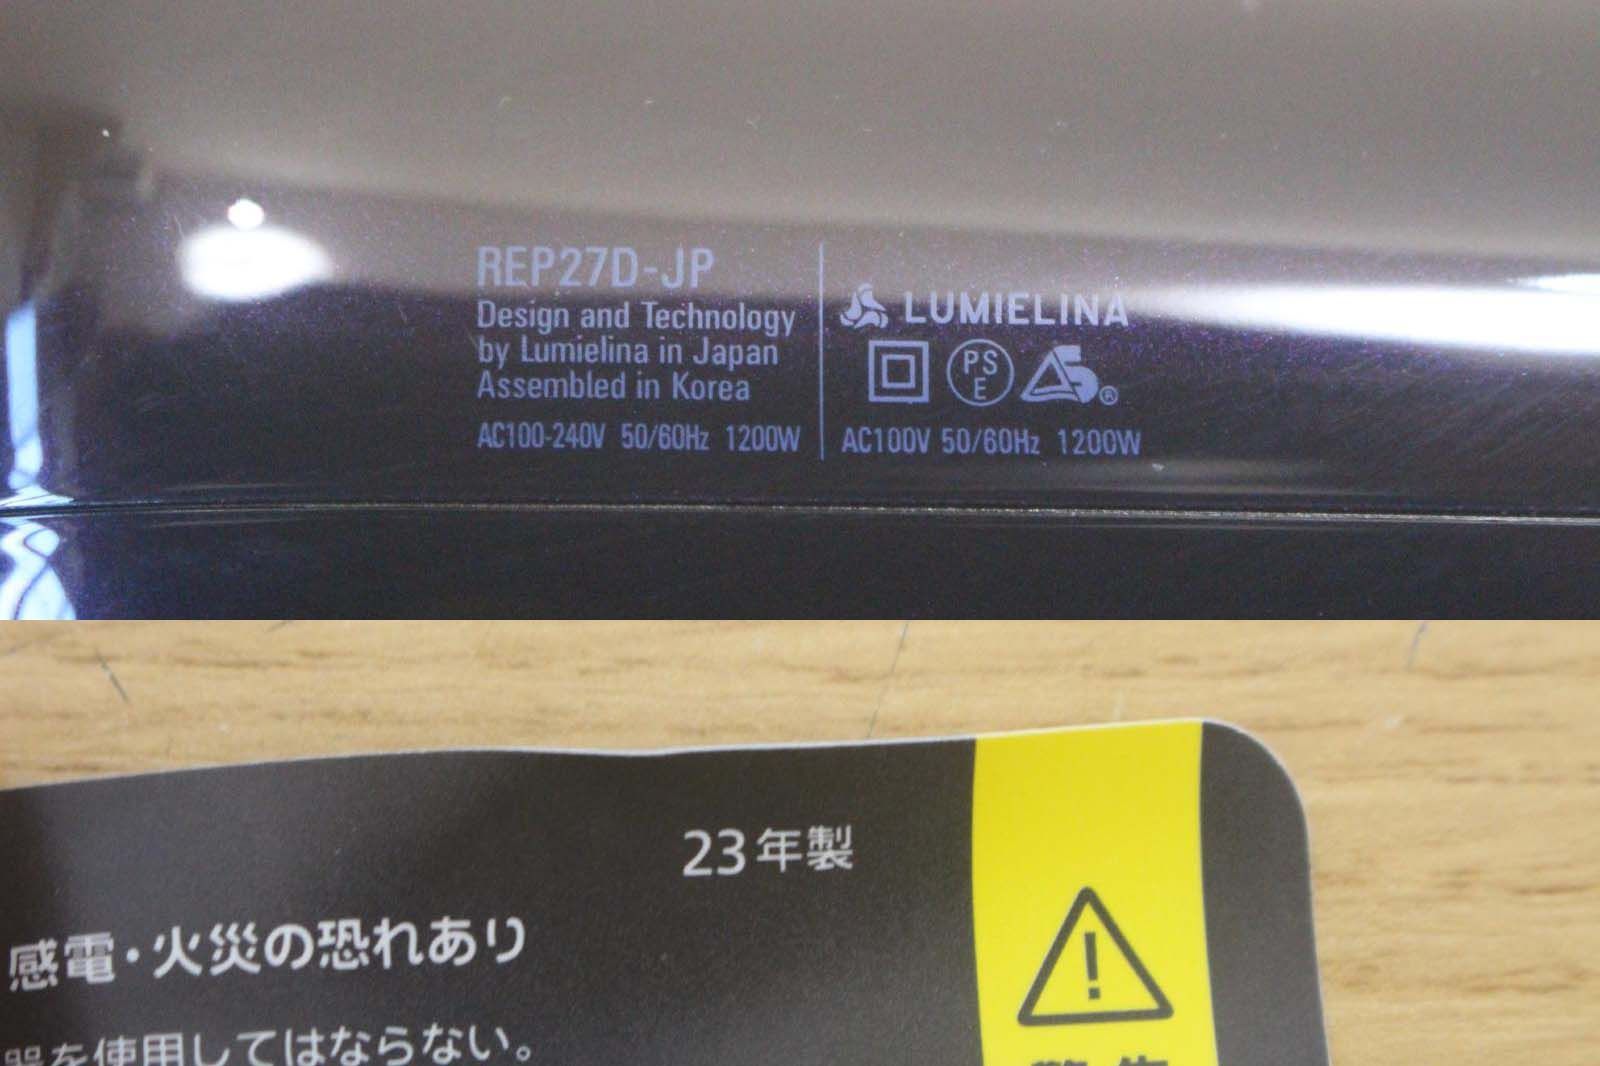 REP27D-JP
Design and Technology
by Lumielina in Japan
Assembled in Korea
AC100-240V 50/60Hz 1200W
LUMIELINA
PS
E
®
AC100V 50/60Hz 1200W
23年製
感電・火災の恐れあり
器を使用してはならない。